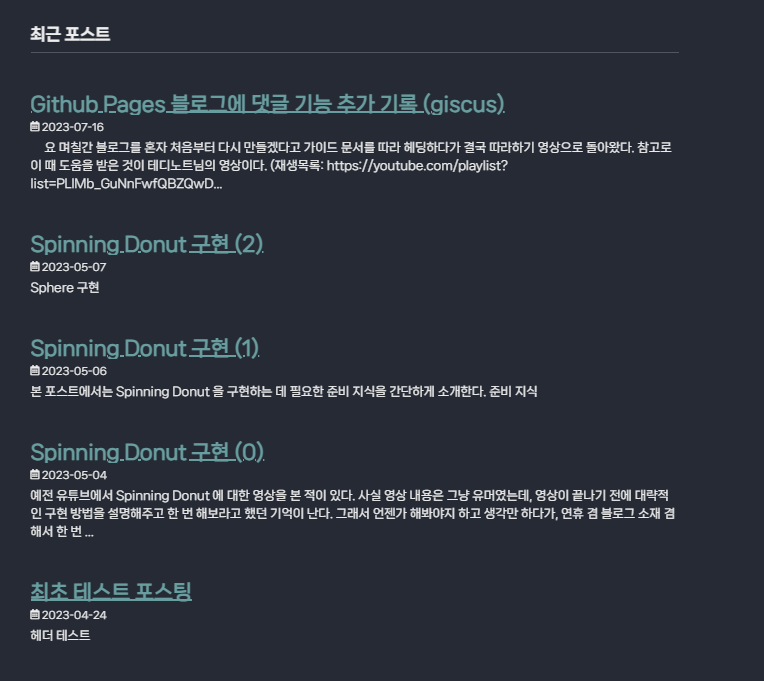 최근 포스트
Github Pages 블로그에 댓글 기능 추가 기록 (giscus)
2023-07-16
요 며칠간 블로그를 혼자 처음부터 다시 만들겠다고 가이드 문서를 따라 헤딩하다가 결국 따라하기 영상으로 돌아왔다. 참고로
이 때 도움을 받은 것이 테디노트님의 영상이다. (재생목록: https://youtube.com/playlist?
list=PLIMb_GuNnFwfQBZQwD...
Spinning Donut 구현 (2)
2023-05-07
Sphere 구현
Spinning Donut 구현 (1)
2023-05-06
본 포스트에서는 Spinning Donut 을 구현하는 데 필요한 준비 지식을 간단하게 소개한다. 준비 지식
Spinning Donut 구현 (0)
2023-05-04
예전 유튜브에서 Spinning Donut 에 대한 영상을 본 적이 있다. 사실 영상 내용은 그냥 유머였는데, 영상이 끝나기 전에 대략적
인 구현 방법을 설명해주고 한 번 해보라고 했던 기억이 난다. 그래서 언젠가 해봐야지 하고 생각만 하다가, 연휴 겸 블로그 소재 겸
해서 한 번 ...
최초 테스트 포스팅
2023-04-24
헤더 테스트